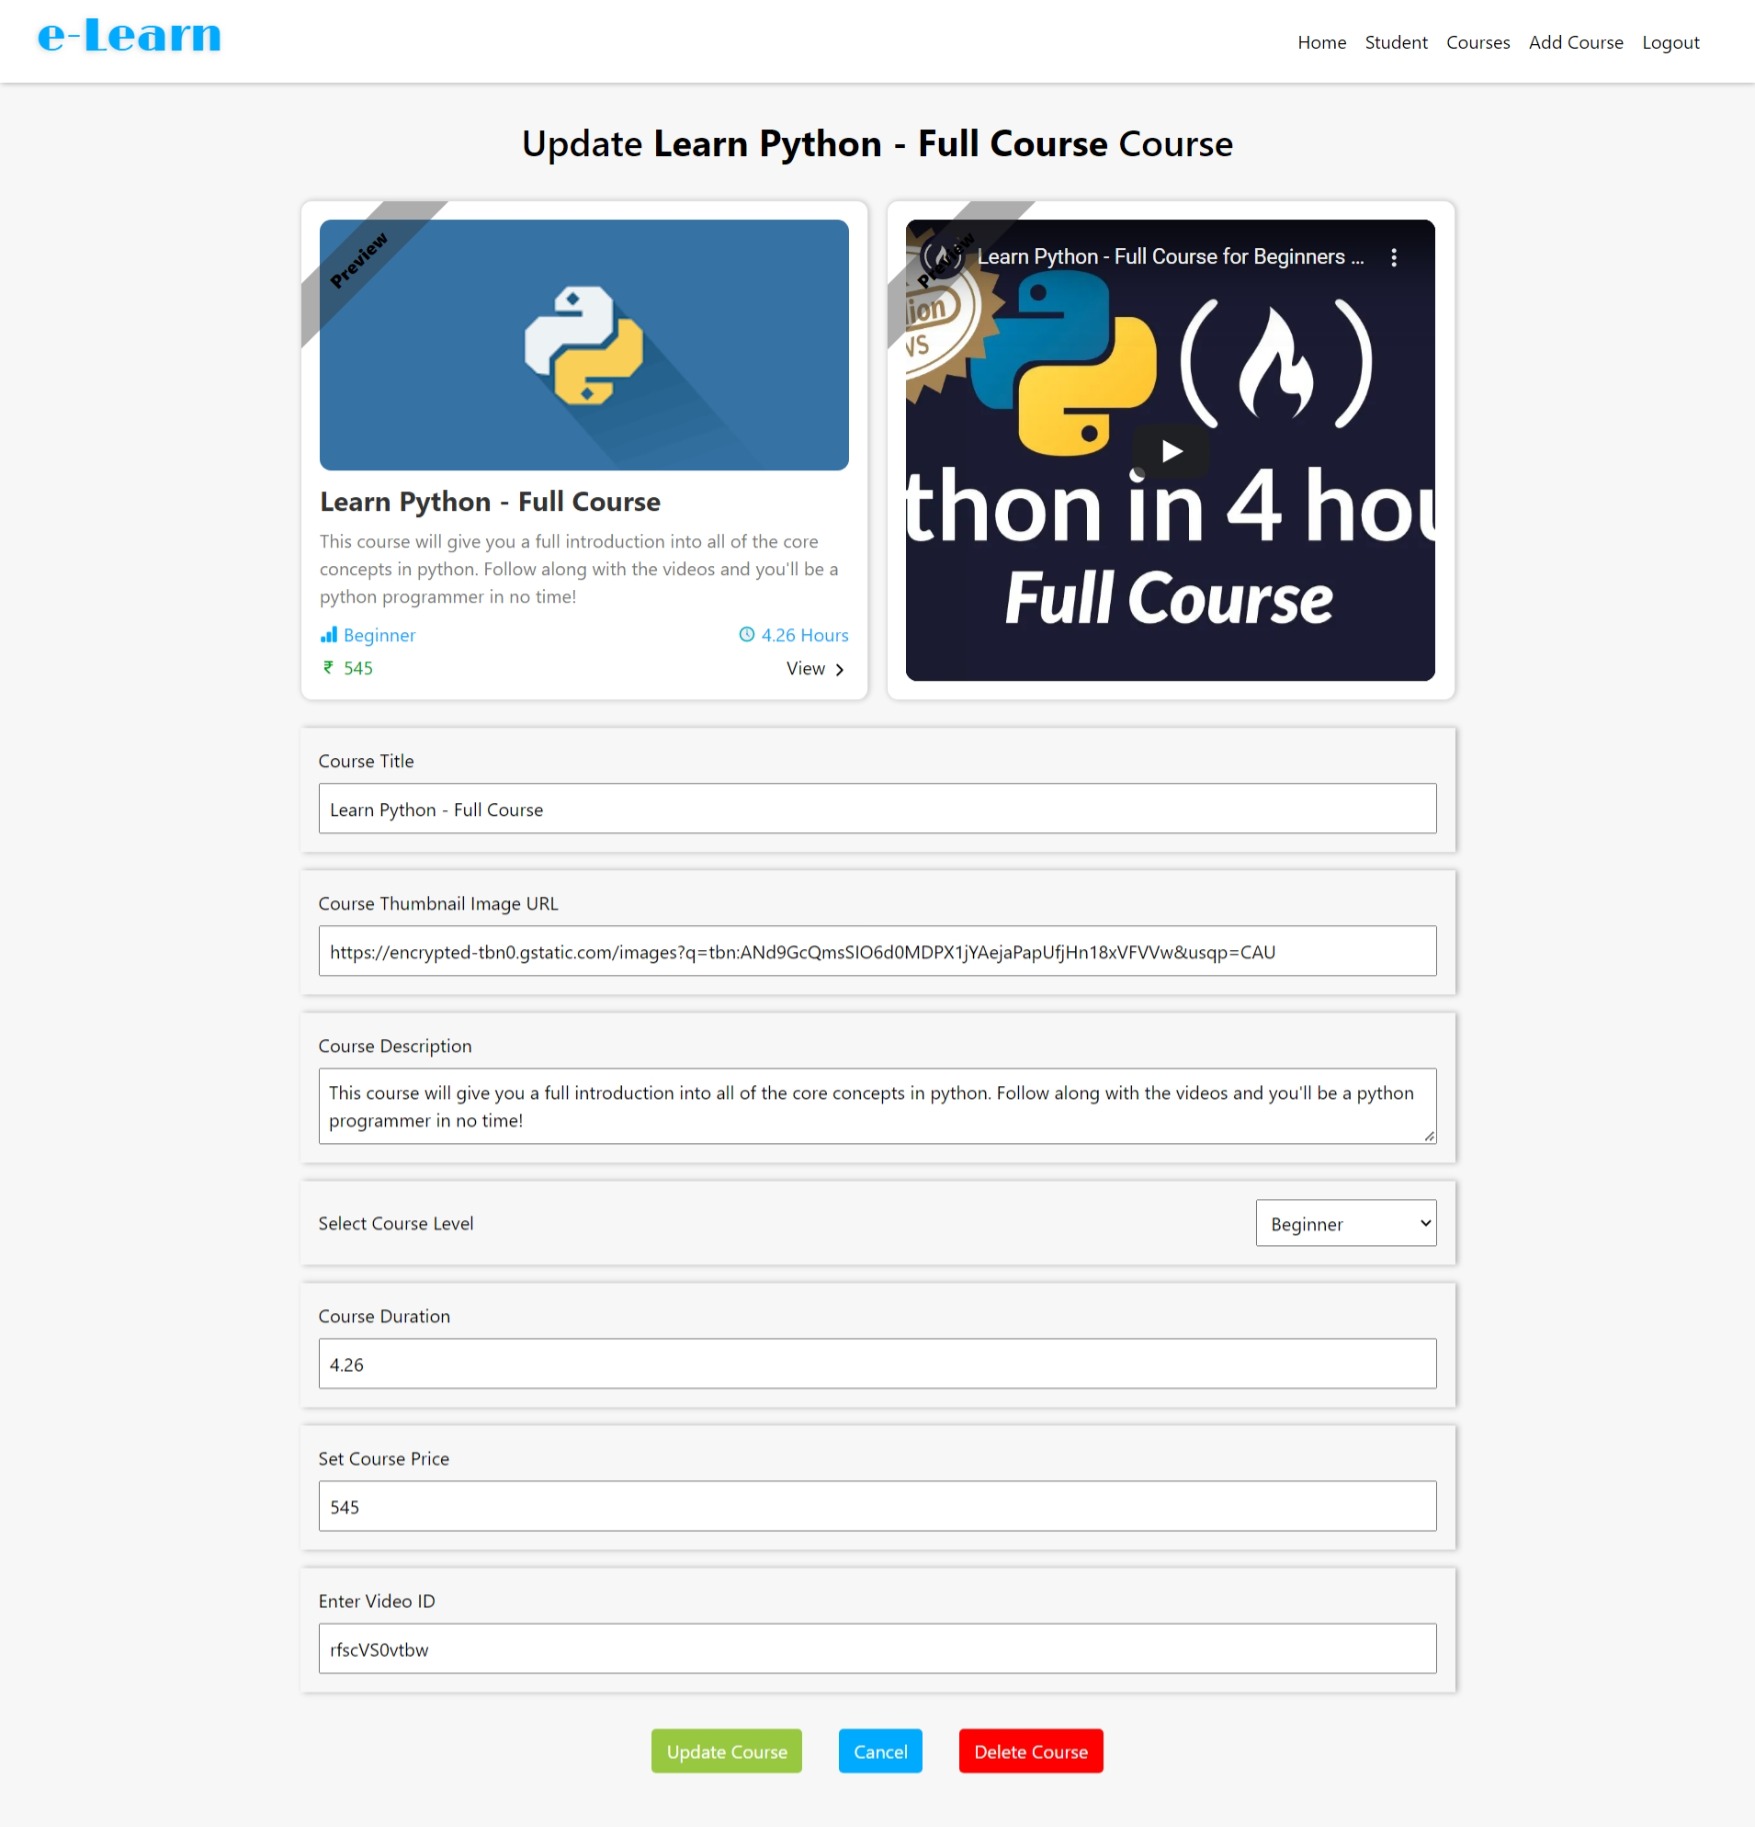 e-Learn
Home Student Courses Add Course Logout
Update Learn Python - Full Course Course
Preview
Learn Python - Full Course
This course will give you a full introduction into all of the core
concepts in python. Follow along with the videos and you'll be a
python programmer in no time!
Beginner
4.26 Hours
₹ 545
View
Preview
Learn Python - Full Course for Beginners ...
thon in 4 hou
Full Course
Course Title
Learn Python - Full Course
Course Thumbnail Image URL
https://encrypted-tbn0.gstatic.com/images?q=tbn:ANd9GcQmsSIO6d0MDPX1jYAejaPapUfjHn18xVFVVw&usqp=CAU
Course Description
This course will give you a full introduction into all of the core concepts in python. Follow along with the videos and you'll be a python
programmer in no time!
Select Course Level
Beginner
Course Duration
4.26
Set Course Price
545
Enter Video ID
rfscVS0vtbw
Update Course
Cancel
Delete Course